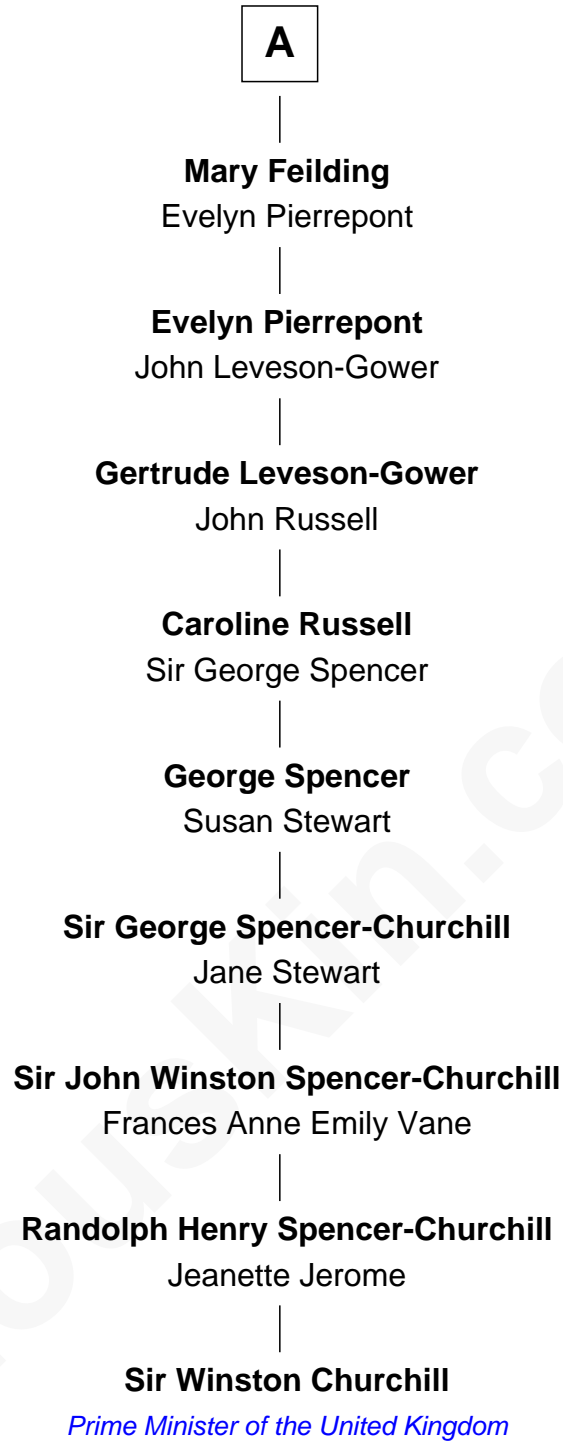 A
Mary Feilding
Evelyn Pierrepont
Evelyn Pierrepont
John Leveson-Gower
Gertrude Leveson-Gower
John Russell
Caroline Russell
Sir George Spencer
George Spencer
Susan Stewart
Sir George Spencer-Churchill
Jane Stewart
Sir John Winston Spencer-Churchill
Frances Anne Emily Vane
Randolph Henry Spencer-Churchill
Jeanette Jerome
Sir Winston Churchill
Prime Minister of the United Kingdom